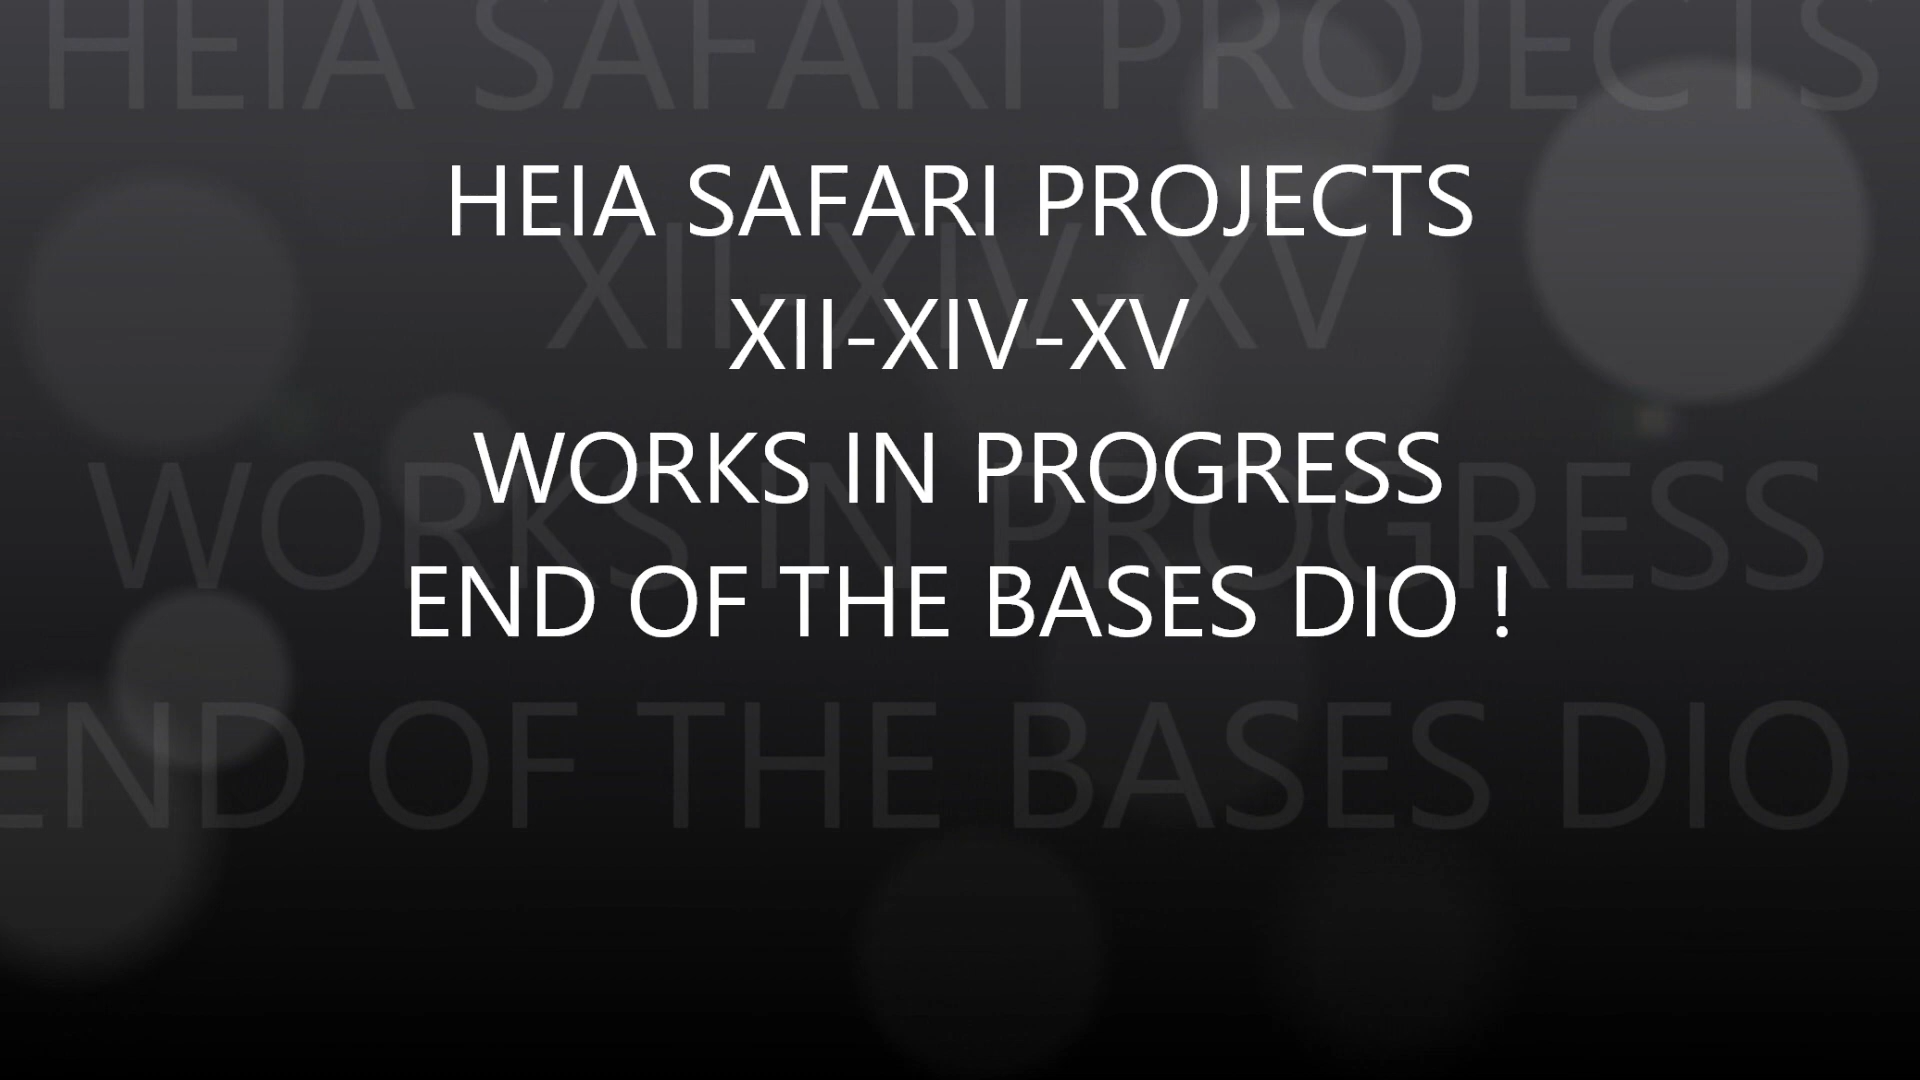 HEIA SAFARI PROJECTS
XII-XIV-XV
WORKS IN PROGRESS
END OF THE BASES DIO !